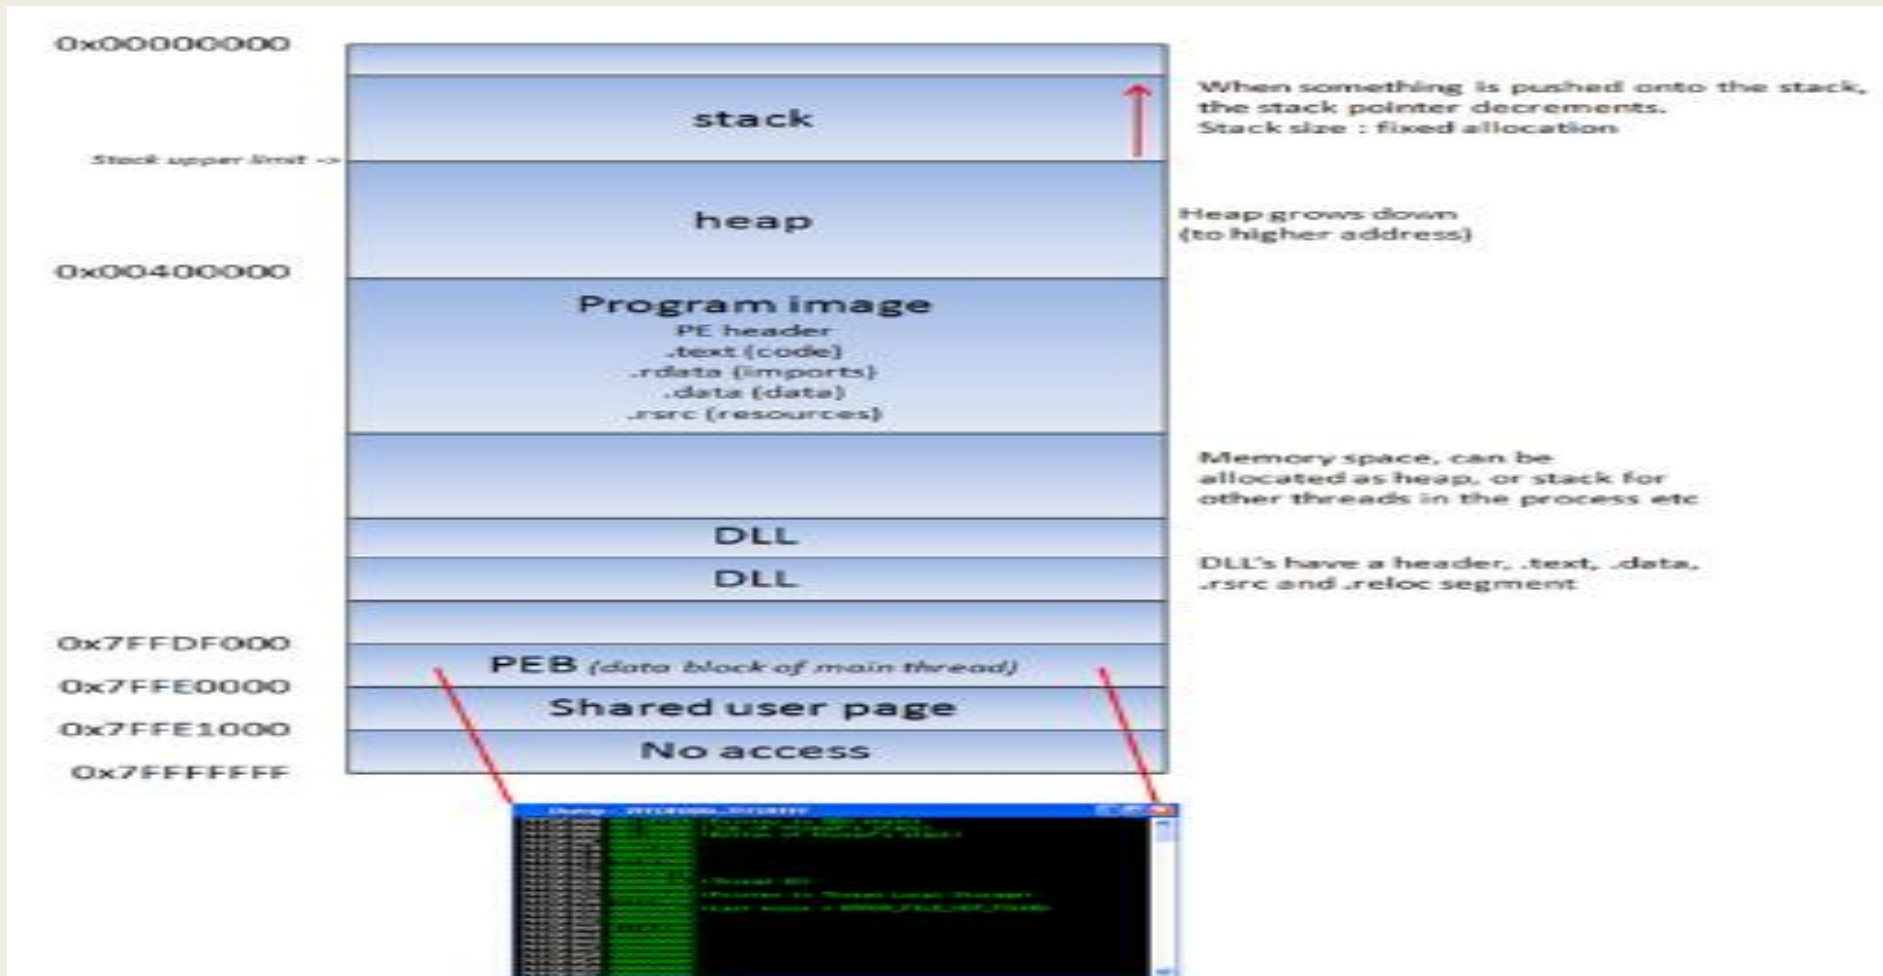 0x00000000
When something is pushed onto the stack,
the stack pointer decrements.
Stack size : fixed allocation
stack
Stack upper limit ->
heap
Heap grows down
(to higher address)
0x00400000
Program image
PE header
.text (code)
.rdata (imports)
.data (data)
.rsrc (resources)
Memory space, can be
allocated as heap, or stack for
other threads in the process etc
DLL
DLL
DLL's have a header, .text, .data,
.rsrc and .reloc segment
0x7FFDF000
PEB (data block of main thread)
0x7FFE0000
Shared user page
0x7FFE1000
No access
0x7FFFFFFF